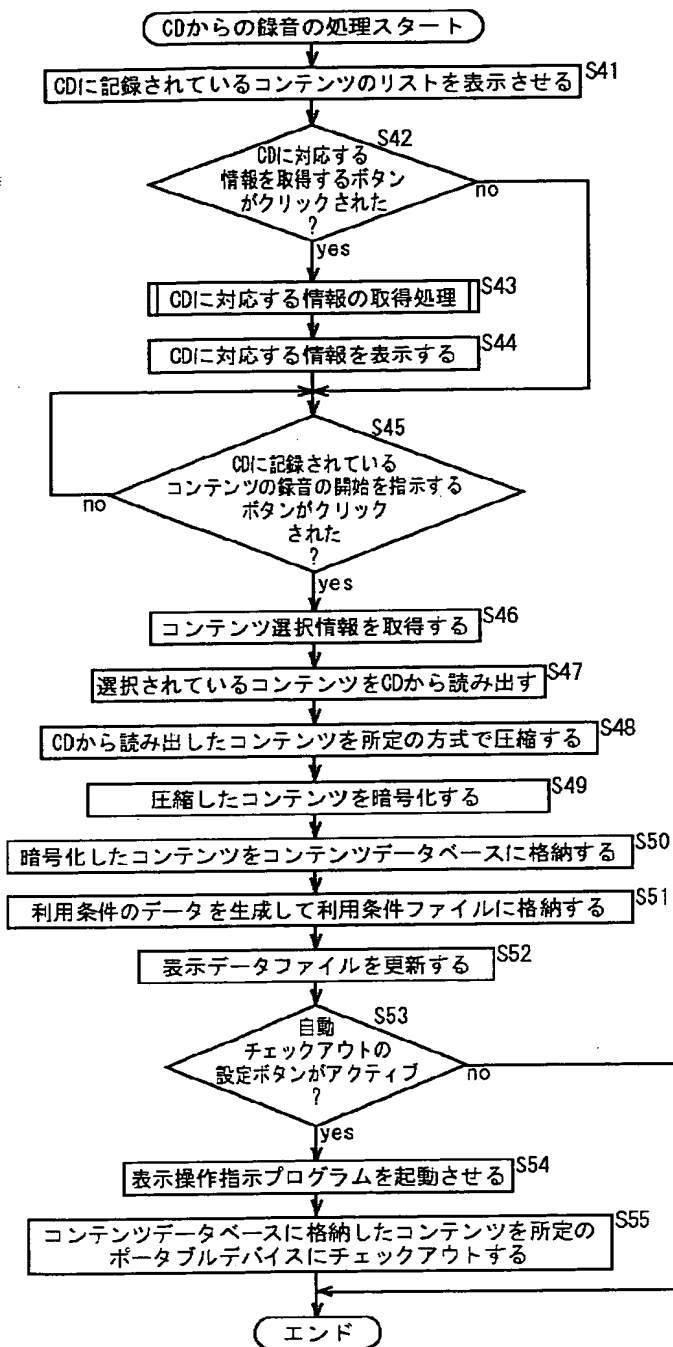 CDからの録音の処理スタート
CDに記録されているコンテンツのリストを表示させる
S41
S42
CDに対応する
情報を取得するボタン
がクリックされた
?
no
yes
CDに対応する情報の取得処理
S43
CDに対応する情報を表示する
S44
S45
CDに記録されている
コンテンツの録音の開始を指示する
ボタンがクリック
された
?
no
yes
コンテンツ選択情報を取得する
S46
選択されているコンテンツをCDから読み出す
S47
CDから読み出したコンテンツを所定の方式で圧縮する
S48
圧縮したコンテンツを暗号化する
S49
暗号化したコンテンツをコンテンツデータベースに格納する
S50
利用条件のデータを生成して利用条件ファイルに格納する
S51
表示データファイルを更新する
S52
S53
自動
チェックアウトの
設定ボタンがアクティブ
?
no
yes
表示操作指示プログラムを起動させる
S54
コンテンツデータベースに格納したコンテンツを所定の
ポータブルデバイスにチェックアウトする
S55
エンド